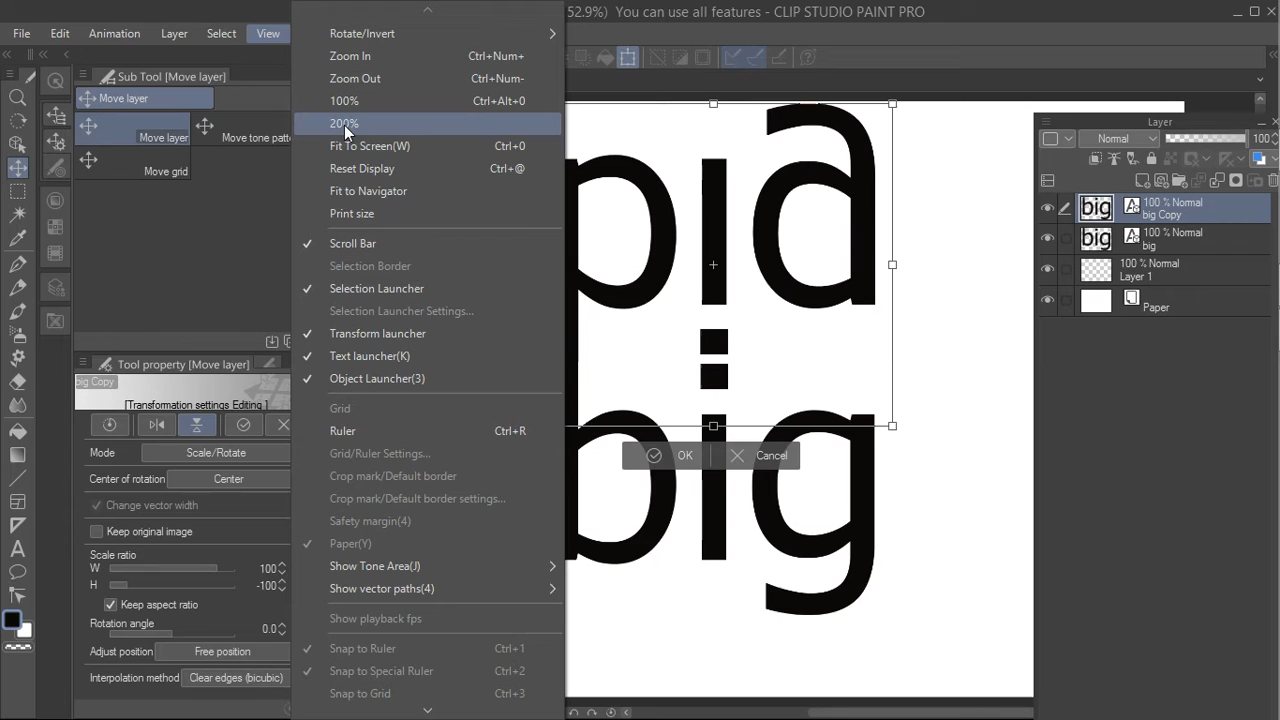 52.9%) You can use all features - CLIP STUDIO PAINT PRO
File Edit Animation Layer Select View
Sub Tool [Move layer]
Move layer
Move layer
Move tone patt
Move grid
Tool property [Move layer]
big Copy
[Transformation settings Editing ]
Mode Scale/Rotate
Center of rotation Center
Change vector width
Keep original image
Scale ratio
W 100
H -100
Keep aspect ratio
Rotation angle 0.0
Adjust position Free position
Interpolation method Clear edges (bicubic)
Rotate/Invert
Zoom In Ctrl+Num+
Zoom Out Ctrl+Num-
100% Ctrl+Alt+0
200%
Fit To Screen(W) Ctrl+0
Reset Display Ctrl+@
Fit to Navigator
Print size
Scroll Bar
Selection Border
Selection Launcher
Selection Launcher Settings...
Transform launcher
Text launcher(K)
Object Launcher(3)
Grid
Ruler Ctrl+R
Grid/Ruler Settings...
Crop mark/Default border
Crop mark/Default border settings...
Safety margin(4)
Paper(Y)
Show Tone Area(J)
Show vector paths(4)
Show playback fps
Snap to Ruler Ctrl+1
Snap to Special Ruler Ctrl+2
Snap to Grid Ctrl+3
big
big
OK Cancel
Layer
Normal 100
big
100 % Normal
big Copy
big
100 % Normal
big
100 % Normal
Layer 1
Paper